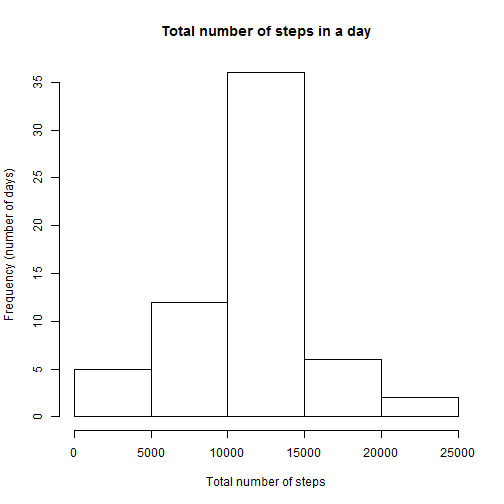 Total number of steps in a day
Frequency (number of days)
35
30
25
20
15
10
5
0
0 5000 10000 15000 20000 25000
Total number of steps